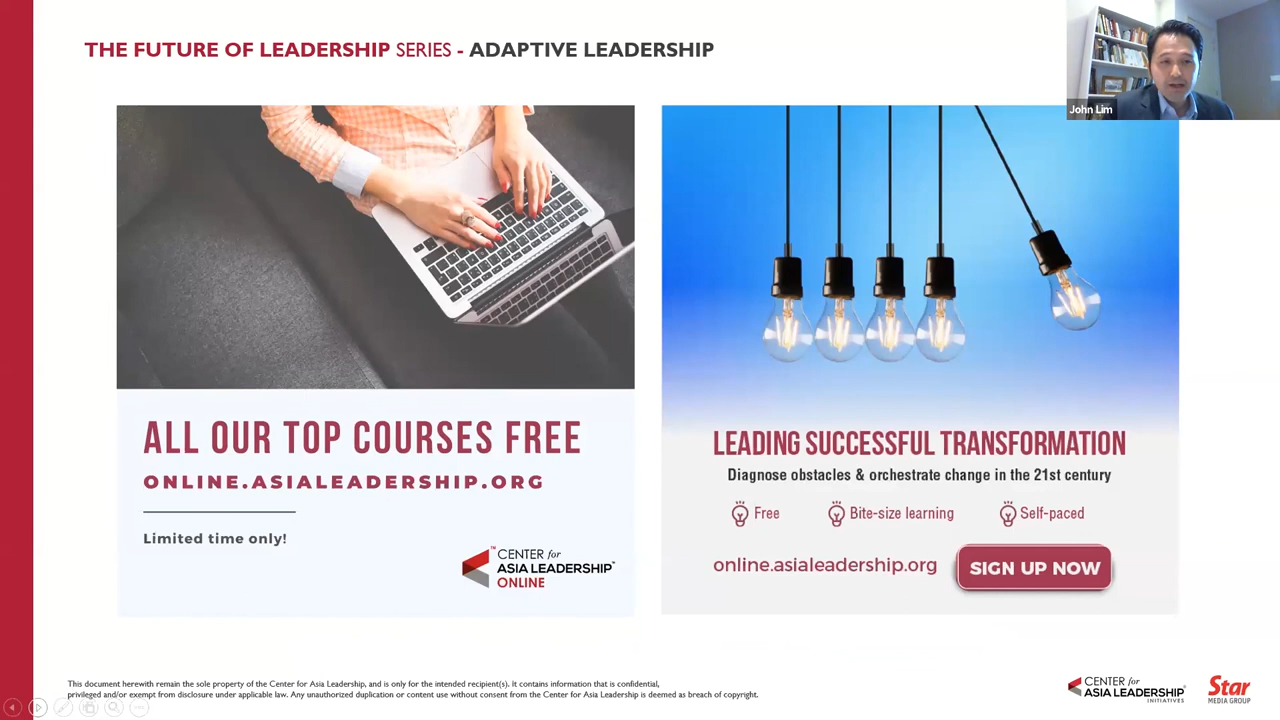 THE FUTURE OF LEADERSHIP SERIES - ADAPTIVE LEADERSHIP
John Lim
ALL OUR TOP COURSES FREE
ONLINE.ASIALEADERSHIP.ORG
Limited time only!
CENTER for
ASIA LEADERSHIP™
ONLINE
LEADING SUCCESSFUL TRANSFORMATION
Diagnose obstacles & orchestrate change in the 21st century
Free
Bite-size learning
Self-paced
online.asialeadership.org
SIGN UP NOW
This document herewith remain the sole property of the Center for Asia Leadership, and is only for the intended recipient(s). It contains information that is confidential,
privileged and/or exempt from disclosure under applicable law. Any unauthorized duplication or content use without consent from the Center for Asia Leadership is deemed as breach of copyright.
CENTER for
ASIA LEADERSHIP
INITIATIVES
Star
MEDIA GROUP